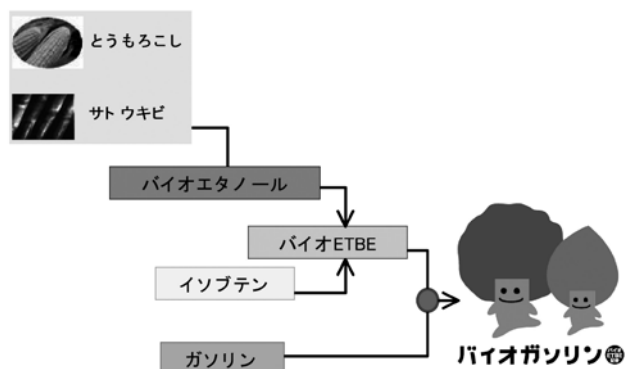 とうもろこし
サトウキビ
バイオエタノール
バイオETBE
イソブテン
ガソリン
バイオガソリン